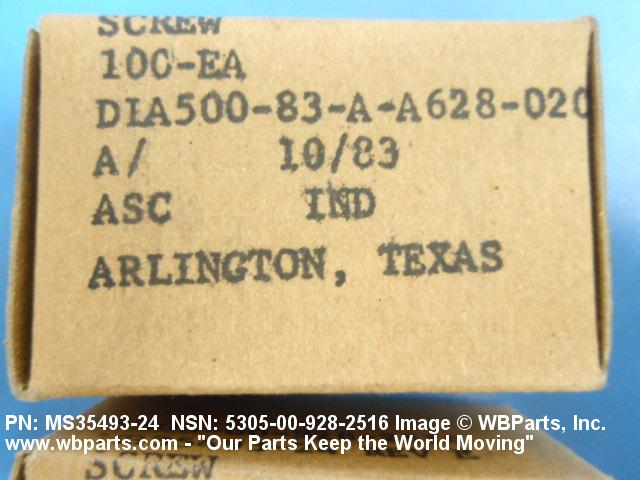 SCREW
100-EA
DLA500-83-A-A628-020
A/ 10/83
ASC IND
ARLINGTON, TEXAS
PN: MS35493-24 NSN: 5305-00-928-2516 Image © WBParts, Inc.
www.wbparts.com - "Our Parts Keep the World Moving"
SCREW